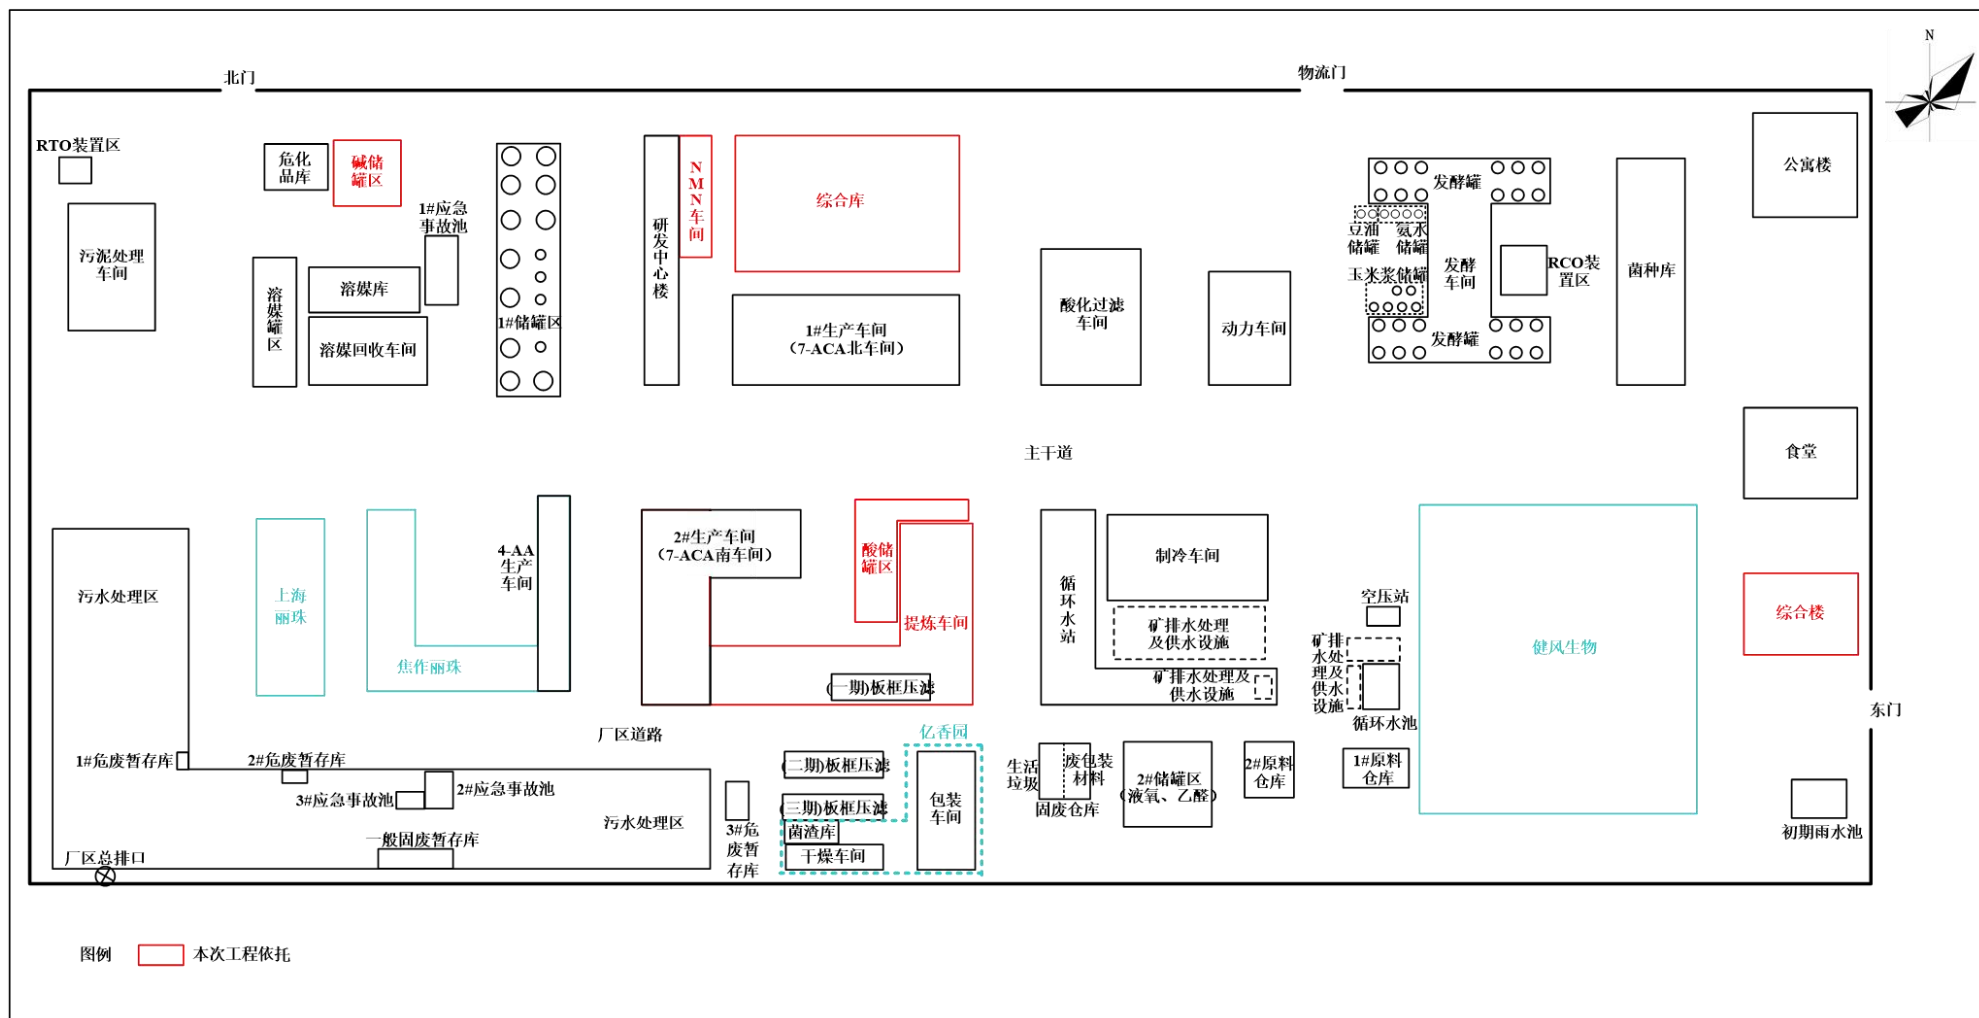 N
北门
物流门
RTO装置区
危化
品库
碱储
罐区
1#应急
事故池
污泥处理
车间
溶媒罐区
溶媒库
溶媒回收车间
1#储罐区
研发中心楼
NMN车间
综合库
1#生产车间
（7-ACA北车间）
酸化过滤
车间
动力车间
发酵罐
豆油
储罐
氨水
储罐
玉米浆储罐
发酵
车间
发酵罐
RCO装
置区
菌种库
公寓楼
主干道
食堂
污水处理区
上海
丽珠
焦作丽珠
4-AA
生产
车间
2#生产车间
（7-ACA南车间）
酸储
罐区
提炼车间
(一期)板框压滤
循环水站
制冷车间
矿排水处理
及供水设施
矿排水处理及
供水设施
空压站
矿排
水处
理及
供水
设施
循环水池
健风生物
综合楼
东门
厂区道路
亿香园
1#危废暂存库
2#危废暂存库
3#应急事故池
2#应急事故池
一般固废暂存库
污水处理区
厂区总排口
3#危
废暂
存库
(二期)板框压滤
(三期)板框压滤
菌渣库
干燥车间
包装
车间
生活
垃圾
废包装
材料
固废仓库
2#储罐区
（液氧、乙醛）
2#原料
仓库
1#原料
仓库
初期雨水池
图例
本次工程依托